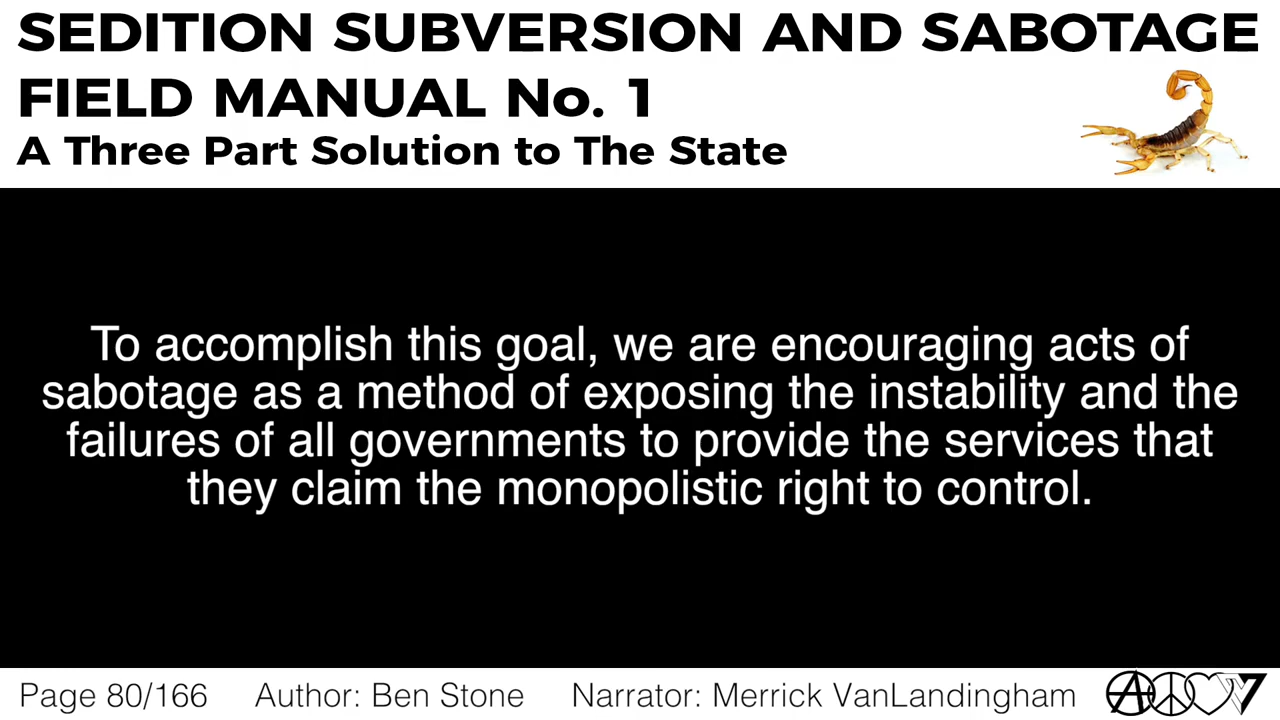 SEDITION SUBVERSION AND SABOTAGE
FIELD MANUAL No. 1
A Three Part Solution to The State
To accomplish this goal, we are encouraging acts of
sabotage as a method of exposing the instability and the
failures of all governments to provide the services that
they claim the monopolistic right to control.
Page 80/166 Author: Ben Stone Narrator: Merrick VanLandingham